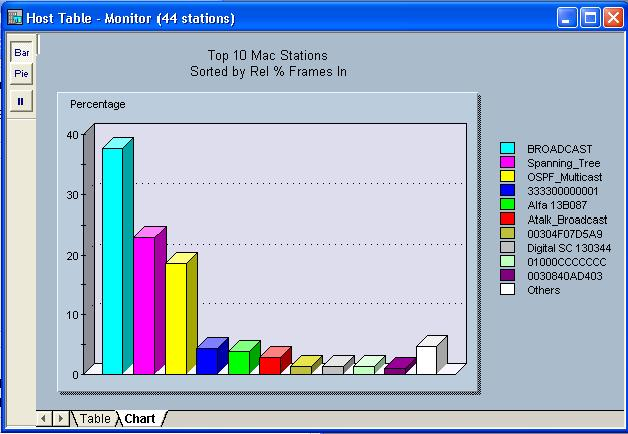 Host Table - Monitor (44 stations)
Bar
Pie
Top 10 Mac Stations
Sorted by Rel % Frames In
Percentage
40
30
20
10
0
BROADCAST
Spanning_Tree
OSPF_Multicast
333300000001
Alfa 13B087
Atalk_Broadcast
00304F07D5A9
Digital SC 130344
01000CCCCCCC
0030840AD403
Others
Table
Chart